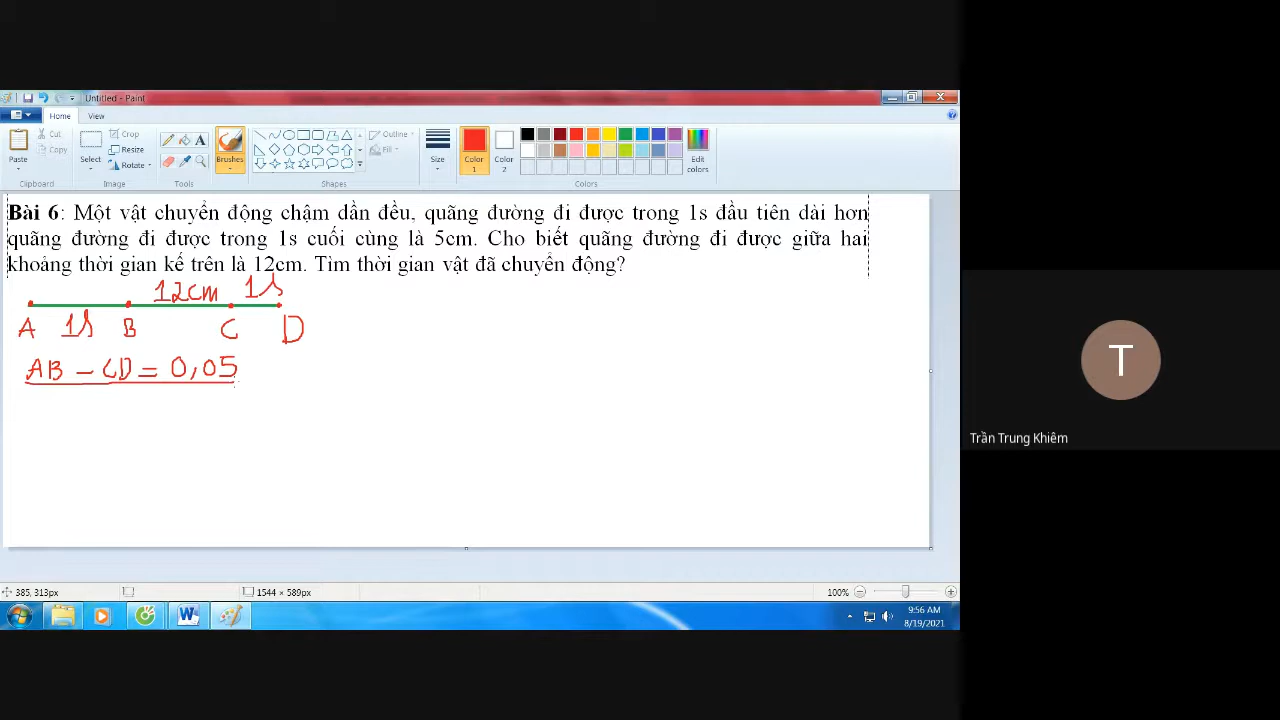 Untitled - Paint
Home View
Paste
Cut
Copy
Clipboard
Select
Crop
Resize
Rotate
Image
Tools
Brushes
Shapes
Outline
Fill
Size
Color 1
Color 2
Edit colors
Colors
Bài 6: Một vật chuyển động chậm dần đều, quãng đường đi được trong 1s đầu tiên dài hơn
quãng đường đi được trong 1s cuối cùng là 5cm. Cho biết quãng đường đi được giữa hai
khoảng thời gian kế trên là 12cm. Tìm thời gian vật đã chuyển động?
12cm 1s
A 1s B C D
AB - CD = 0,05
T
Trần Trung Khiêm
385, 313px
1544 × 589px
100%
9:56 AM
8/19/2021